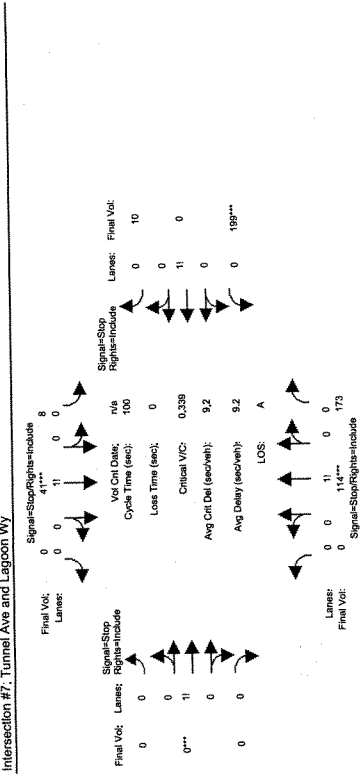 Intersection #7; Tunnel Ave and Lagoon Wy
Signal=Stop/Rights=Include
Final Vol; 0 41*** 8
Lanes: 0 0 1! 0 0
Signal=Stop
Final Vol: Lanes; Rights=Include
Vol Cnt Date; n/a
Cycle Time (sec): 100
Signal=Stop
Rights=Include Lanes: Final Vol:
0 0
0 10
0
Loss Time (sec); 0
0
0*** 1!
Critical V/C: 0,339
1! 0
0
Avg Crit Del (sec/veh): 9,2
0
0 0
Avg Delay (sec/veh): 9.2
0 199***
LOS: A
Lanes: 0 0 1! 0 0
Final Vol: 0 114*** 173
Signal=Stop/Rights=Include